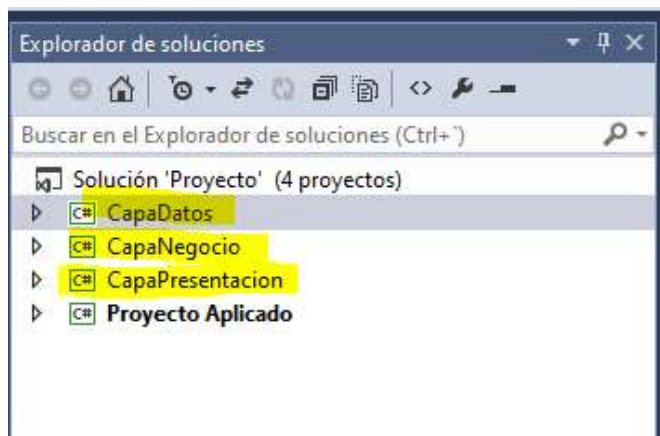 Explorador de soluciones
Buscar en el Explorador de soluciones (Ctrl+`)
Solución 'Proyecto' (4 proyectos)
C# CapaDatos
C# CapaNegocio
C# CapaPresentacion
C# Proyecto Aplicado